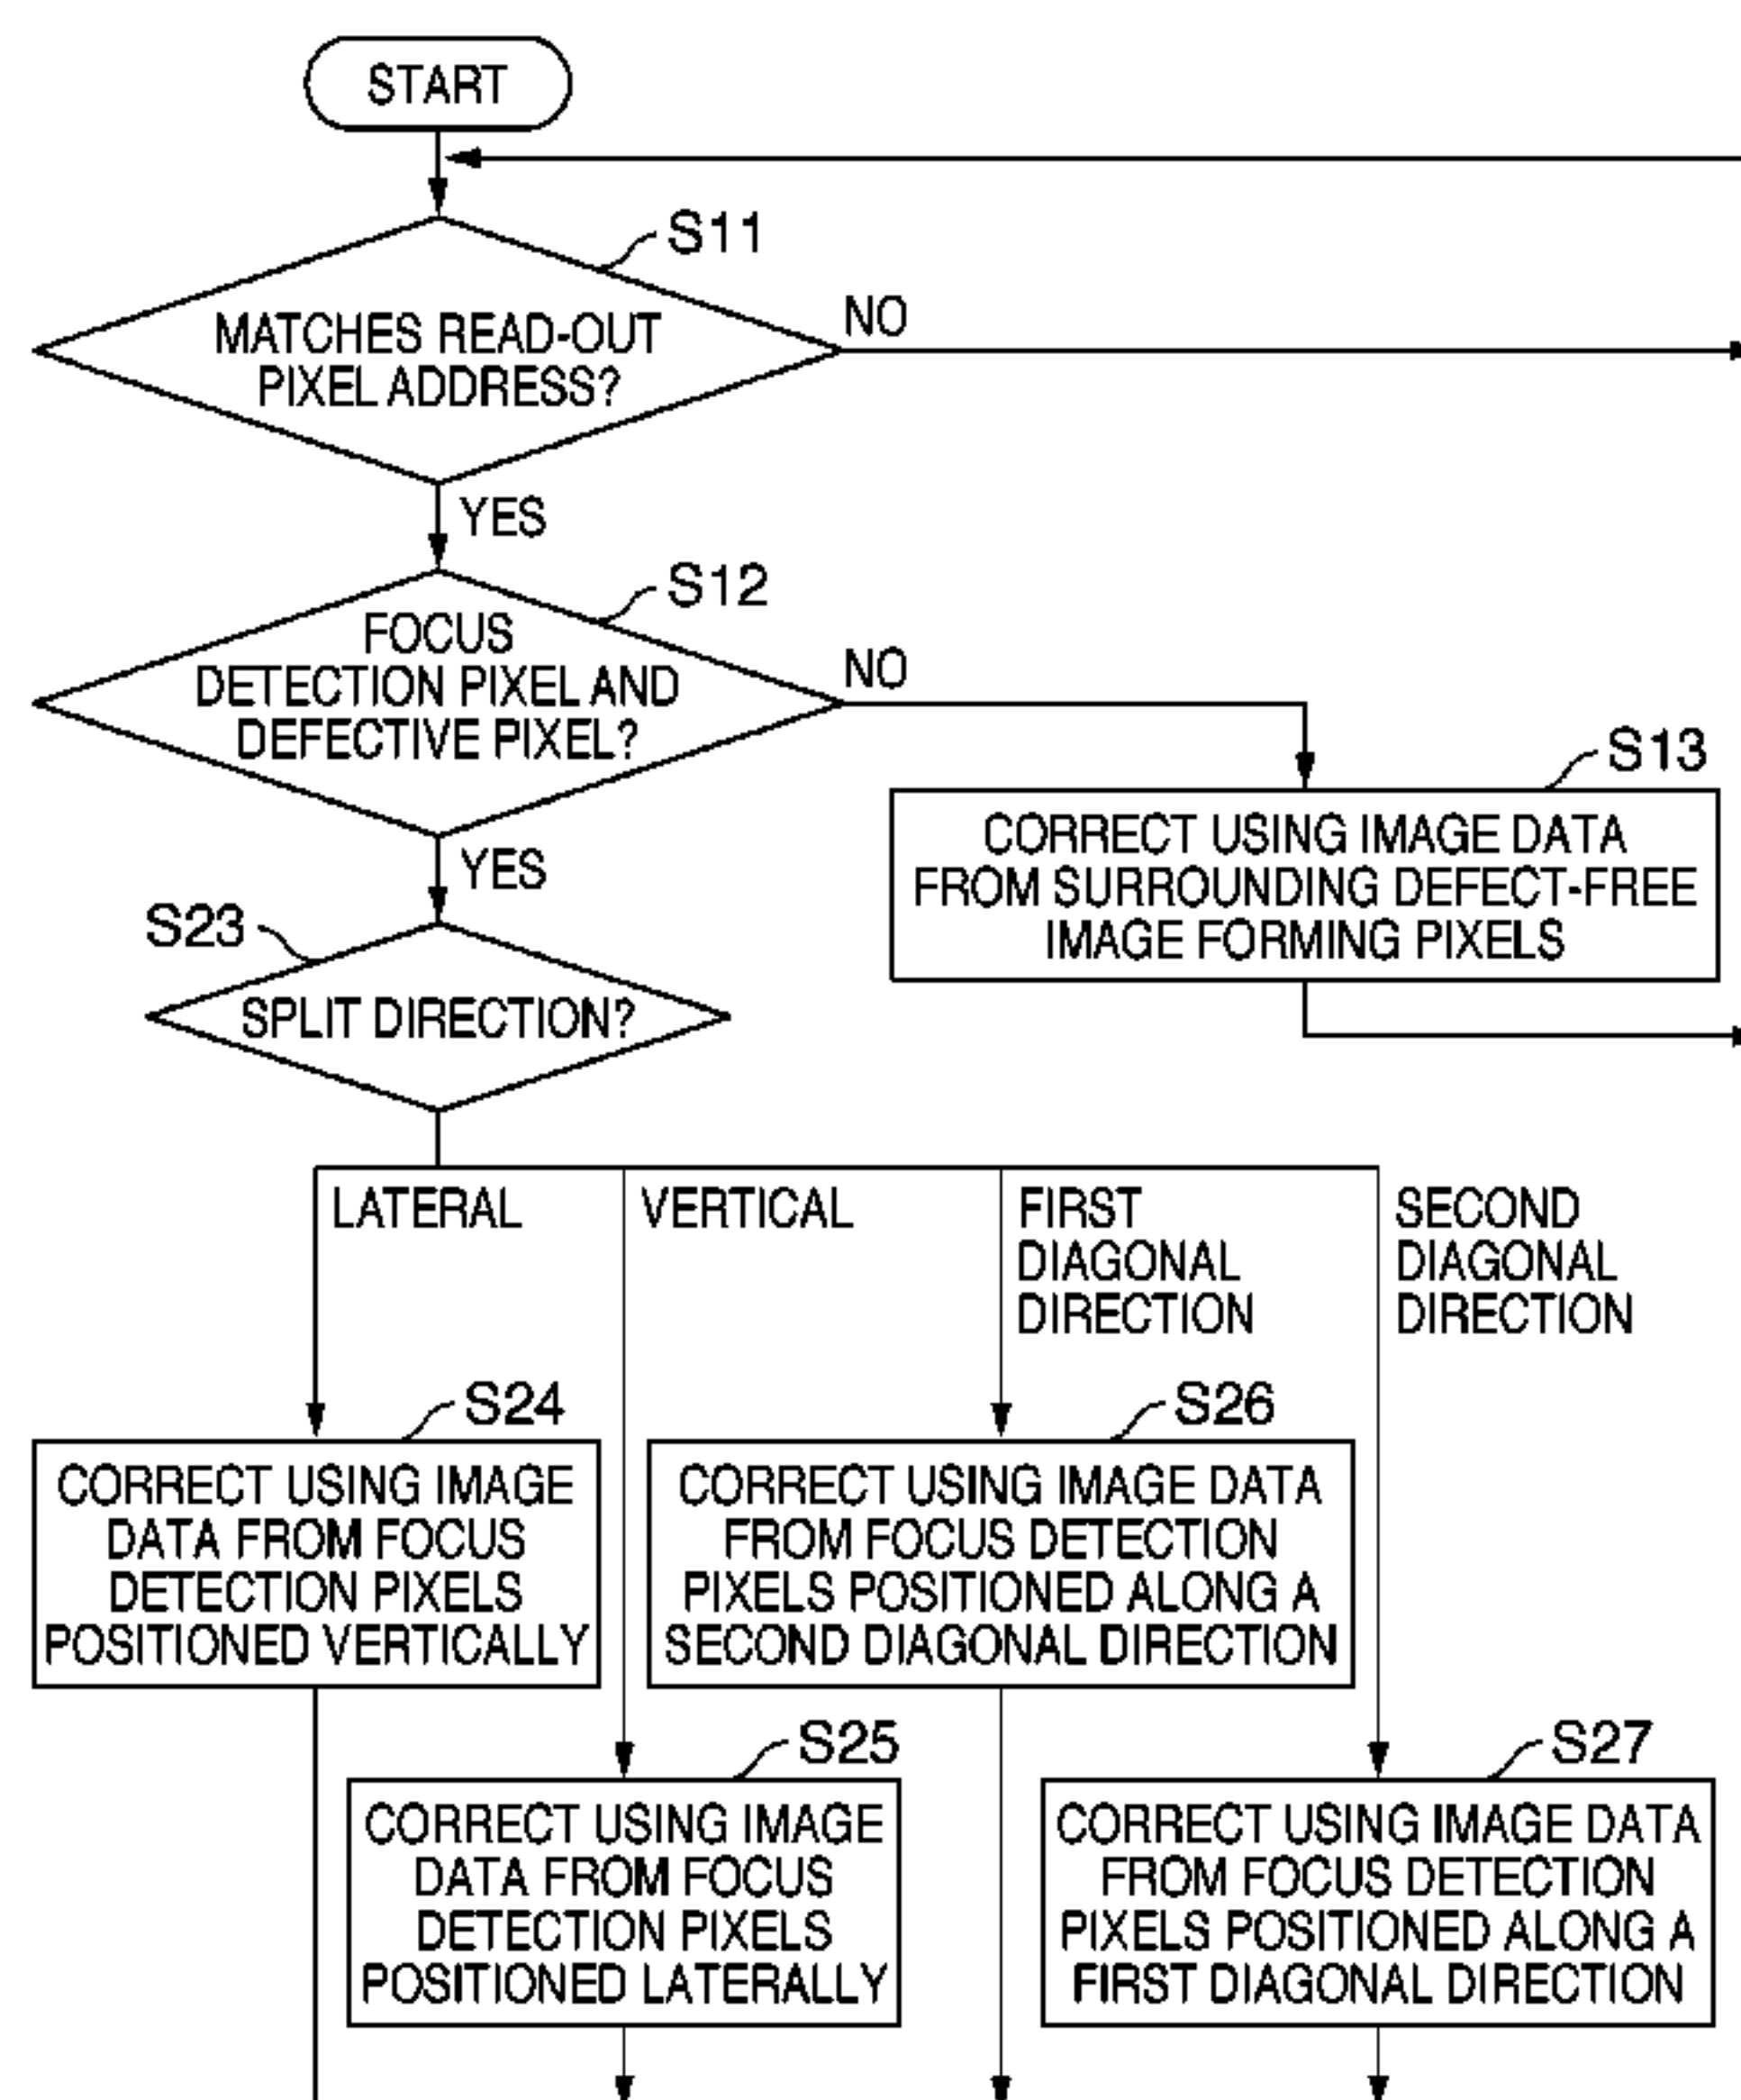 START
S11
MATCHES READ-OUT
PIXEL ADDRESS?
NO
YES
S12
FOCUS
DETECTION PIXEL AND
DEFECTIVE PIXEL?
NO
YES
S13
CORRECT USING IMAGE DATA
FROM SURROUNDING DEFECT-FREE
IMAGE FORMING PIXELS
S23
SPLIT DIRECTION?
LATERAL
VERTICAL
FIRST
DIAGONAL
DIRECTION
SECOND
DIAGONAL
DIRECTION
S24
CORRECT USING IMAGE
DATA FROM FOCUS
DETECTION PIXELS
POSITIONED VERTICALLY
S26
CORRECT USING IMAGE DATA
FROM FOCUS DETECTION
PIXELS POSITIONED ALONG A
SECOND DIAGONAL DIRECTION
S25
CORRECT USING IMAGE
DATA FROM FOCUS
DETECTION PIXELS
POSITIONED LATERALLY
S27
CORRECT USING IMAGE DATA
FROM FOCUS DETECTION
PIXELS POSITIONED ALONG A
FIRST DIAGONAL DIRECTION